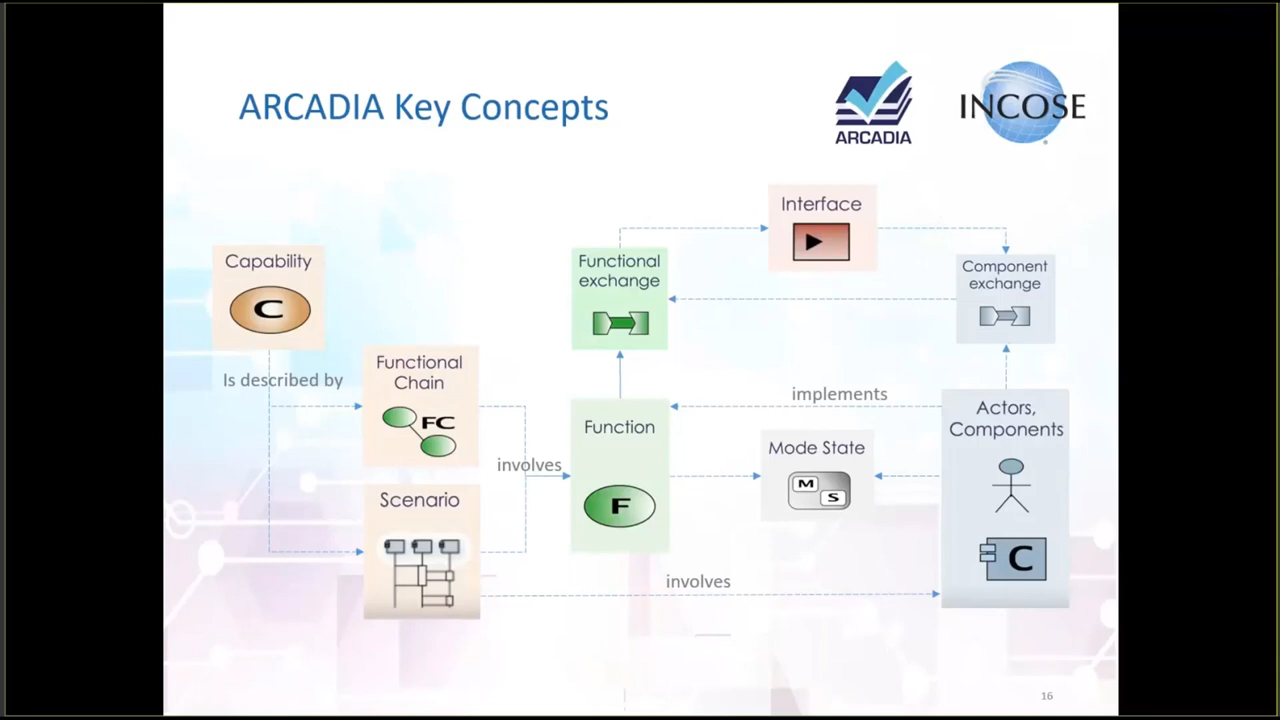 ARCADIA Key Concepts
ARCADIA
INCOSE
Interface
Capability
C
Functional
exchange
Component
exchange
Is described by
Functional
Chain
FC
implements
Function
F
Actors,
Components
C
involves
Mode State
M
S
Scenario
involves
16